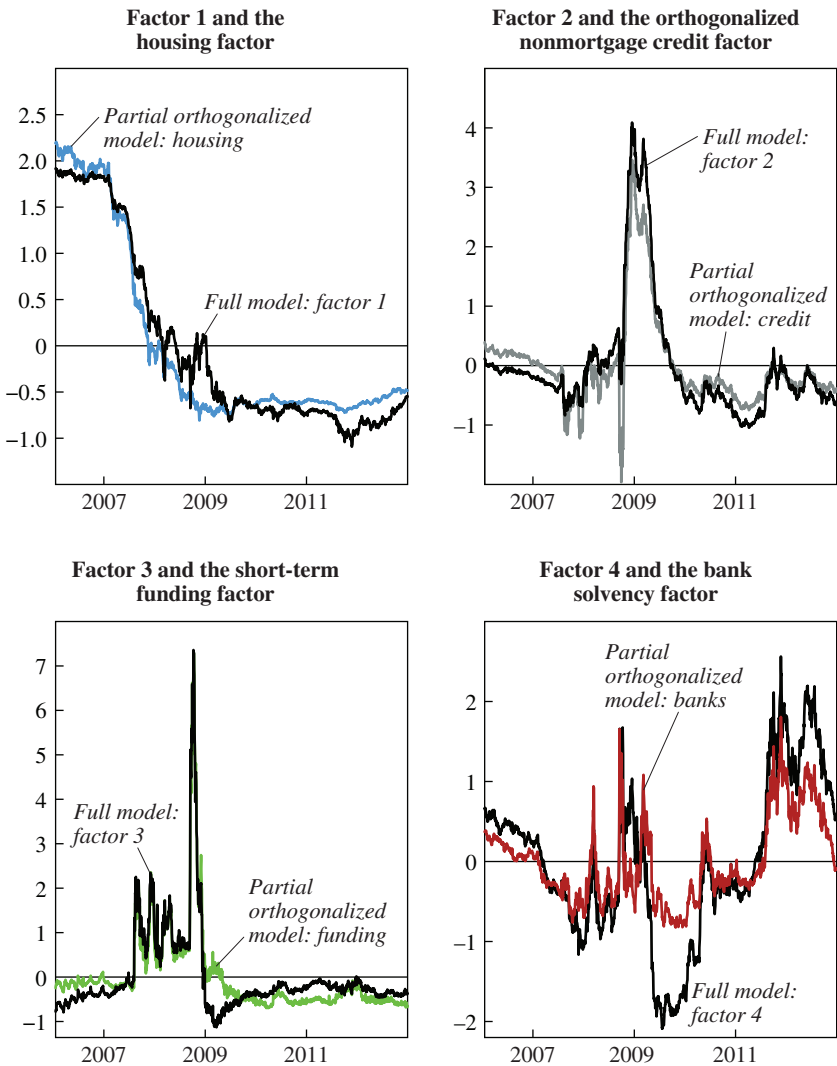 Factor 1 and the
housing factor
2.5
2.0
1.5
1.0
0.5
0
−0.5
−1.0
Partial orthogonalized
model: housing
Full model: factor 1
2007
2009
2011
Factor 2 and the orthogonalized
nonmortgage credit factor
4
3
2
1
0
−1
Full model:
factor 2
Partial
orthogonalized
model: credit
2007
2009
2011
Factor 3 and the short-term
funding factor
7
6
5
4
3
2
1
0
−1
Full model:
factor 3
Partial
orthogonalized
model: funding
2007
2009
2011
Factor 4 and the bank
solvency factor
2
1
0
−1
−2
Partial
orthogonalized
model: banks
Full model:
factor 4
2007
2009
2011